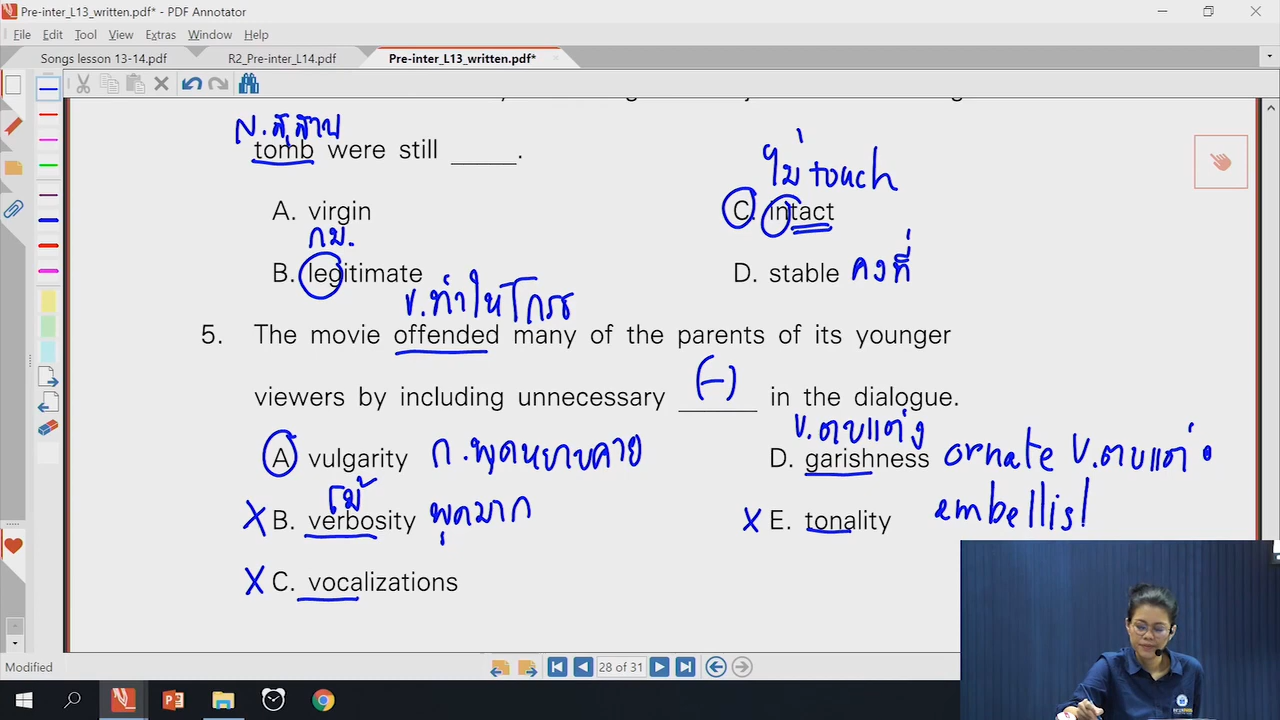 Pre-inter_L13_written.pdf* - PDF Annotator
File Edit Tool View Extras Window Help
Songs lesson 13-14.pdf R2_Pre-inter_L14.pdf Pre-inter_L13_written.pdf*
น. สุสาน
tomb were still _____.
ไม่ touch
A. virgin C. intact
กม.
B. legitimate D. stable คงที่
v. ทำให้โกรธ
5. The movie offended many of the parents of its younger
(-)
viewers by including unnecessary ______ in the dialogue.
v. ตบแต่ง
A vulgarity ก. พูดหยาบคาย D. garishness ornate v. ตบแต่
X B. verbosity พูดมาก X E. tonality embellish
X C. vocalizations
Modified 28 of 31